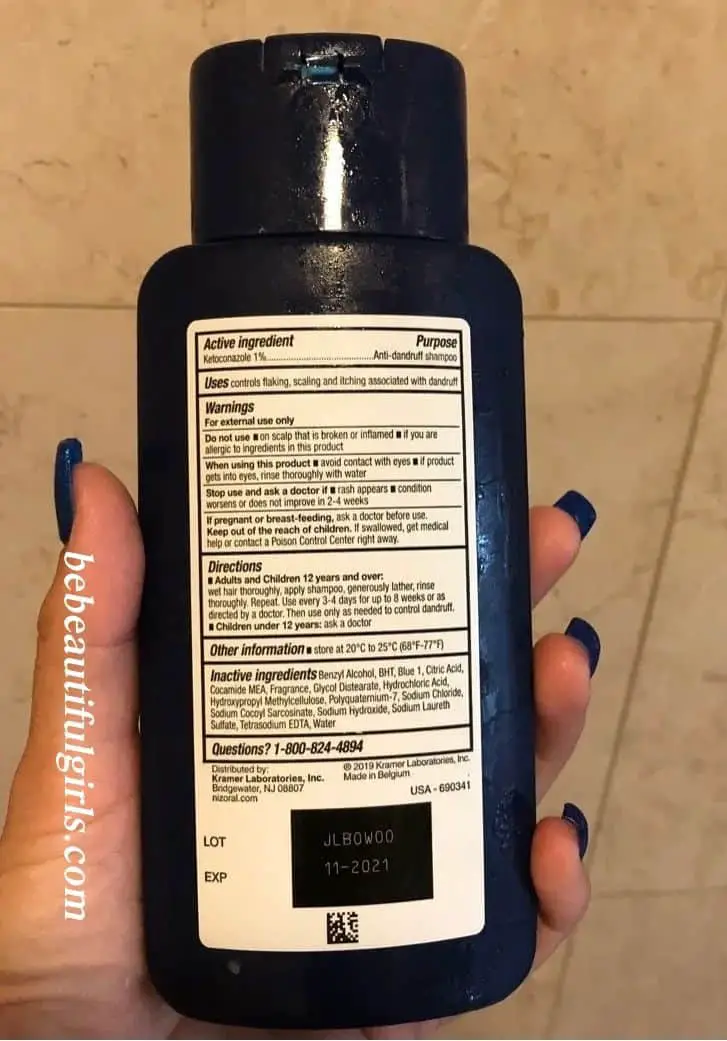 Active ingredient Purpose
Ketoconazole 1%......................................Anti-dandruff shampoo
Uses controls flaking, scaling and itching associated with dandruff
Warnings
For external use only
Do not use ■ on scalp that is broken or inflamed ■ if you are
allergic to ingredients in this product
When using this product ■ avoid contact with eyes ■ if product
gets into eyes, rinse thoroughly with water
Stop use and ask a doctor if ■ rash appears ■ condition
worsens or does not improve in 2-4 weeks
If pregnant or breast-feeding, ask a doctor before use.
Keep out of the reach of children. If swallowed, get medical
help or contact a Poison Control Center right away.
Directions
■ Adults and Children 12 years and over:
wet hair thoroughly, apply shampoo, generously lather, rinse
thoroughly. Repeat. Use every 3-4 days for up to 8 weeks or as
directed by a doctor. Then use only as needed to control dandruff.
■ Children under 12 years: ask a doctor
Other information ■ store at 20°C to 25°C (68°F-77°F)
Inactive ingredients Benzyl Alcohol, BHT, Blue 1, Citric Acid,
Cocamide MEA, Fragrance, Glycol Distearate, Hydrochloric Acid,
Hydroxypropyl Methylcellulose, Polyquaternium-7, Sodium Chloride,
Sodium Cocoyl Sarcosinate, Sodium Hydroxide, Sodium Laureth
Sulfate, Tetrasodium EDTA, Water
Questions? 1-800-824-4894
Distributed by:
Kramer Laboratories, Inc.
Bridgewater, NJ 08807
nizoral.com
® 2019 Kramer Laboratories, Inc.
Made in Belgium
USA - 690341
LOT JLB0W00
EXP 11-2021
bebeautifulgirls.com